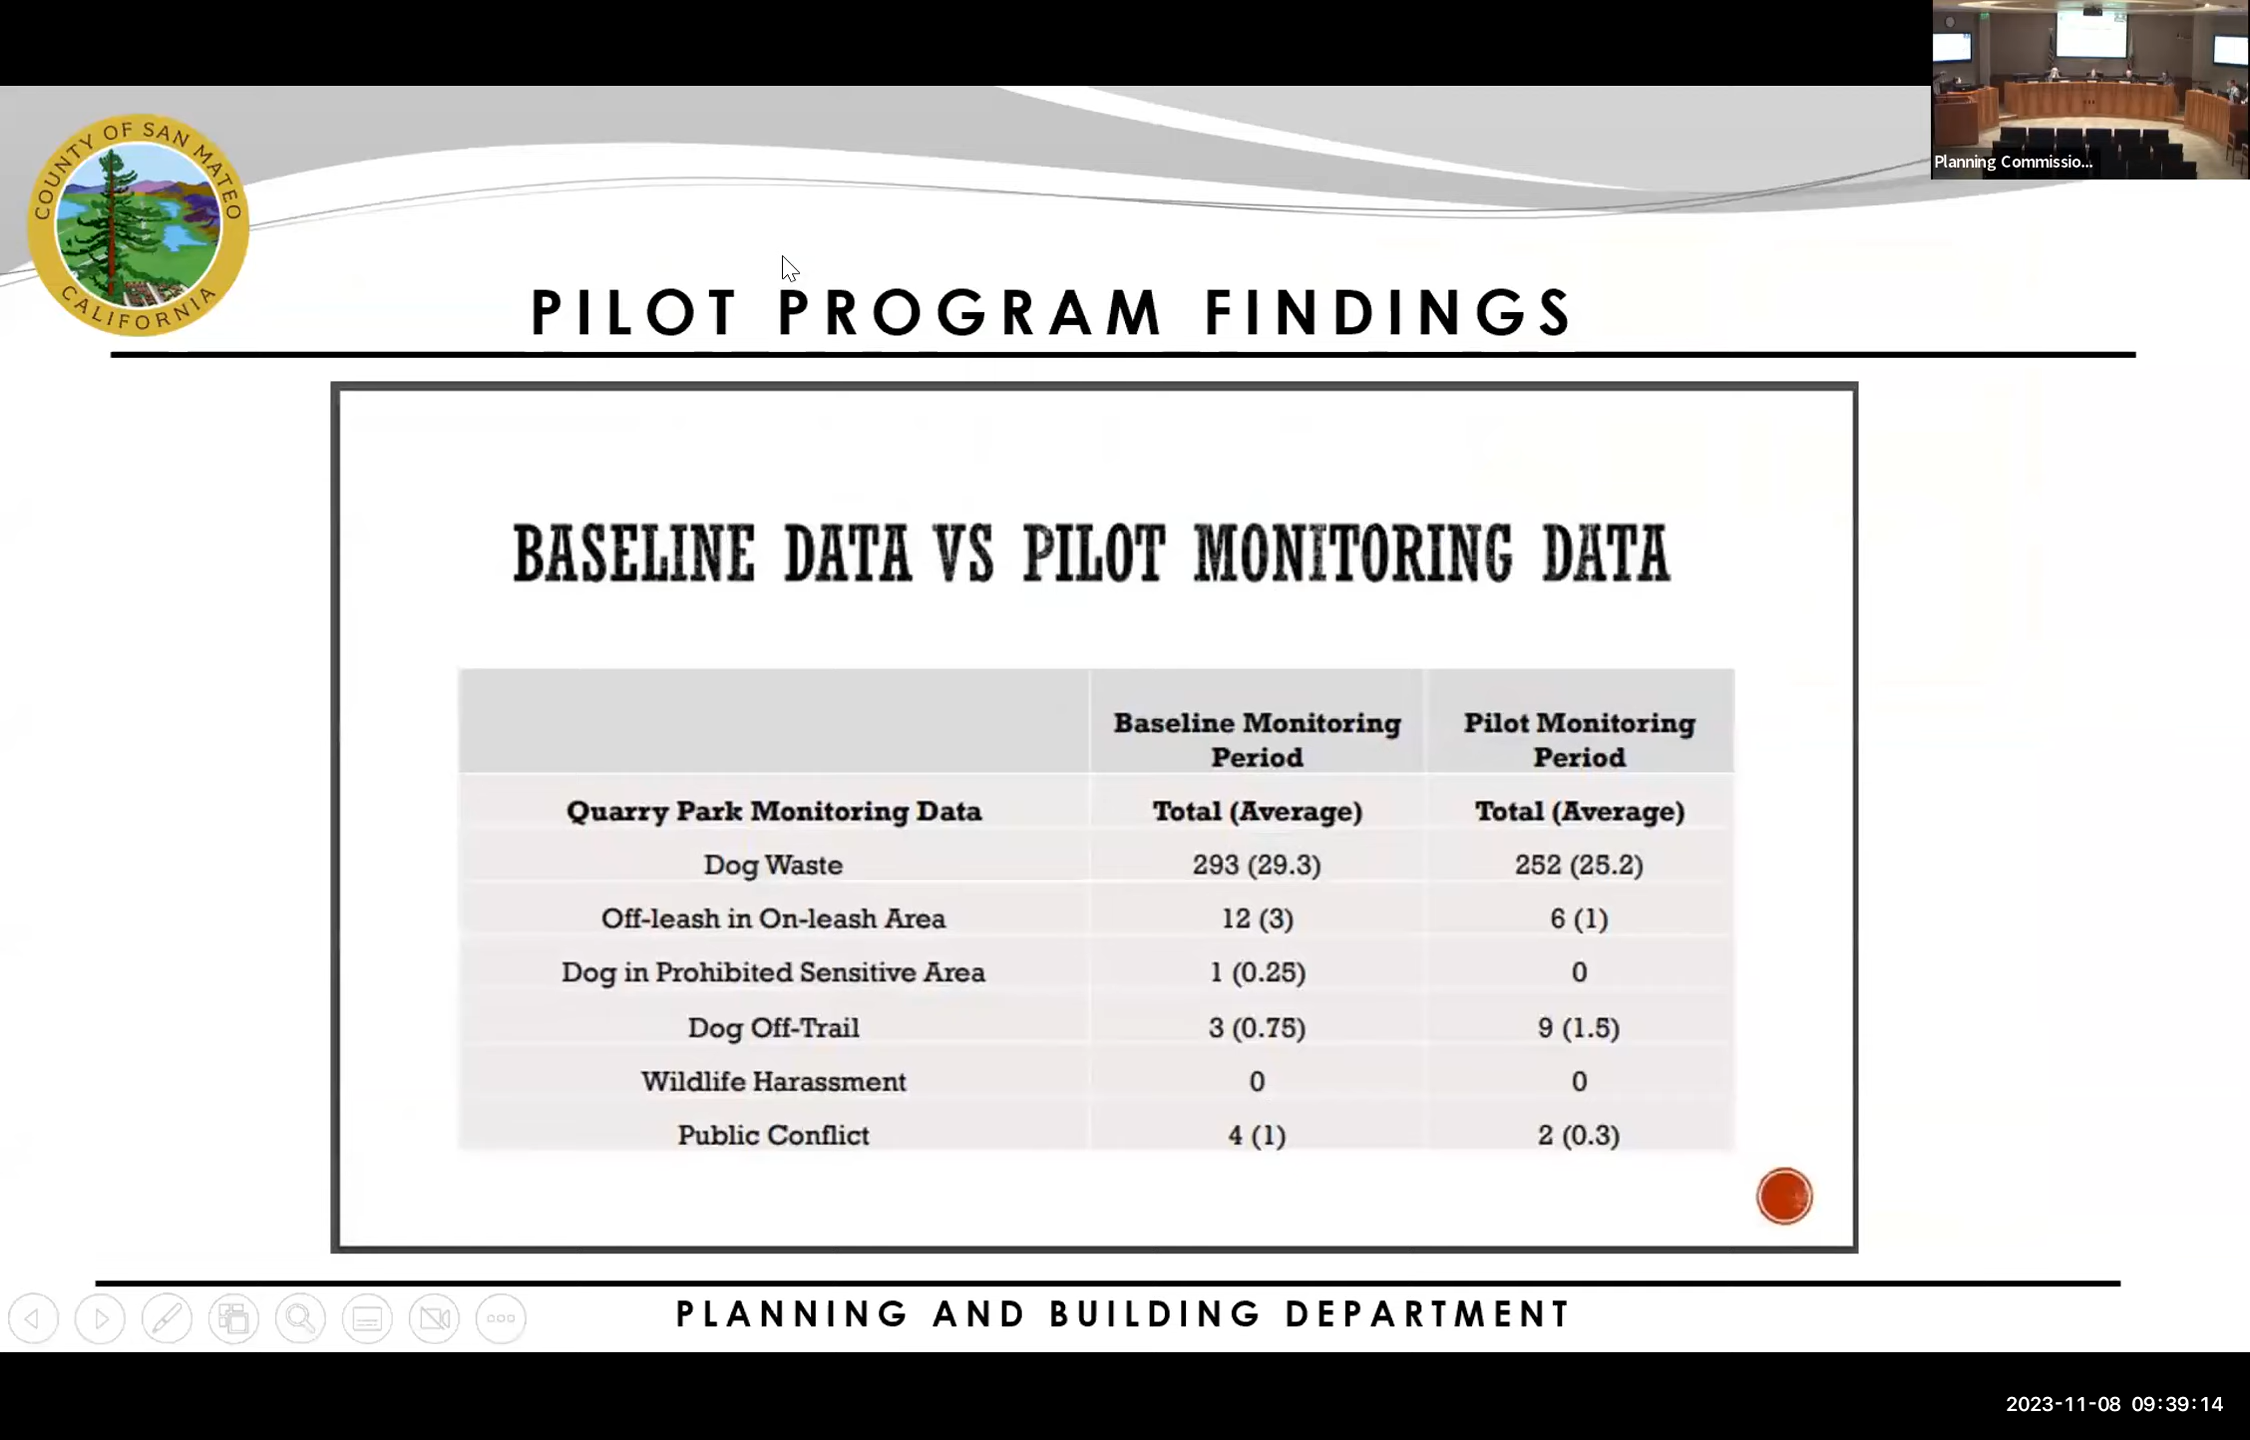 COUNTY OF SAN MATEO
CALIFORNIA
Planning Commissio...
PILOT PROGRAM FINDINGS
BASELINE DATA VS PILOT MONITORING DATA
Baseline Monitoring Period
Pilot Monitoring Period
Quarry Park Monitoring Data Total (Average) Total (Average)
Dog Waste 293 (29.3) 252 (25.2)
Off-leash in On-leash Area 12 (3) 6 (1)
Dog in Prohibited Sensitive Area 1 (0.25) 0
Dog Off-Trail 3 (0.75) 9 (1.5)
Wildlife Harassment 0 0
Public Conflict 4 (1) 2 (0.3)
PLANNING AND BUILDING DEPARTMENT
2023-11-08 09:39:14